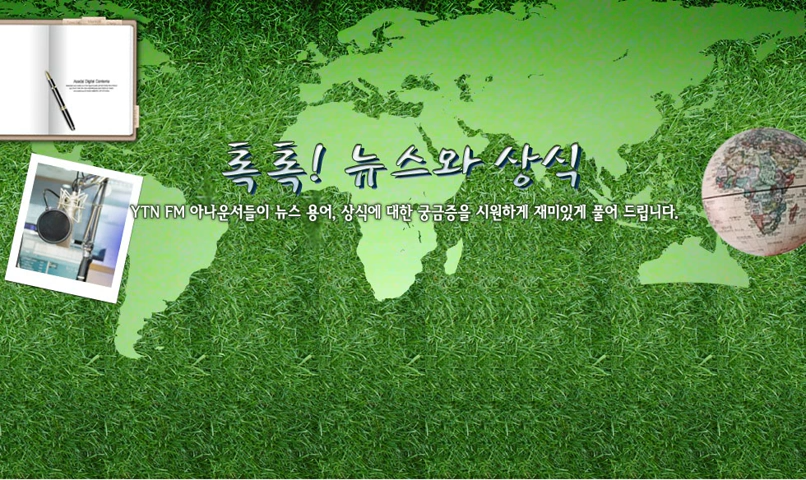 톡톡! 뉴스와 상식
YTN FM 아나운서들이 뉴스 용어, 상식에 대한 궁금증을 시원하게 재미있게 풀어 드립니다.